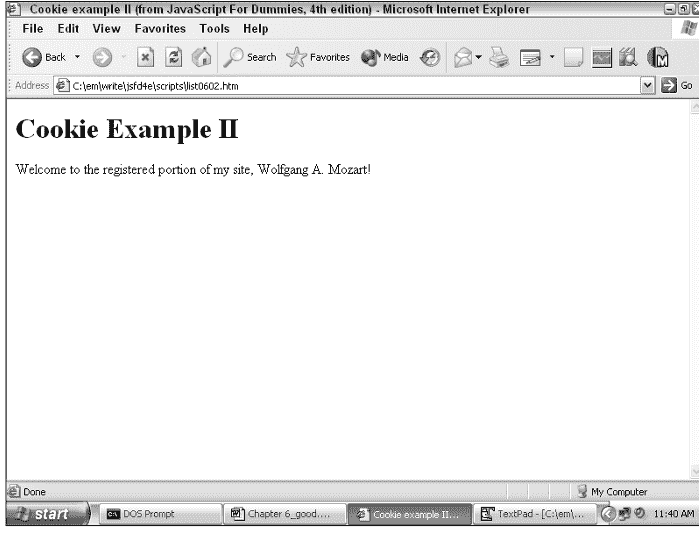 Cookie example II (from JavaScript For Dummies, 4th edition) - Microsoft Internet Explorer
File Edit View Favorites Tools Help
Back Search Favorites Media
Address C:\em\write\jsfd4e\scripts\list0602.htm Go
Cookie Example II
Welcome to the registered portion of my site, Wolfgang A. Mozart!
Done My Computer
start DOS Prompt Chapter 6_good.... Cookie example II... TextPad - [C:\em\... 11:40 AM